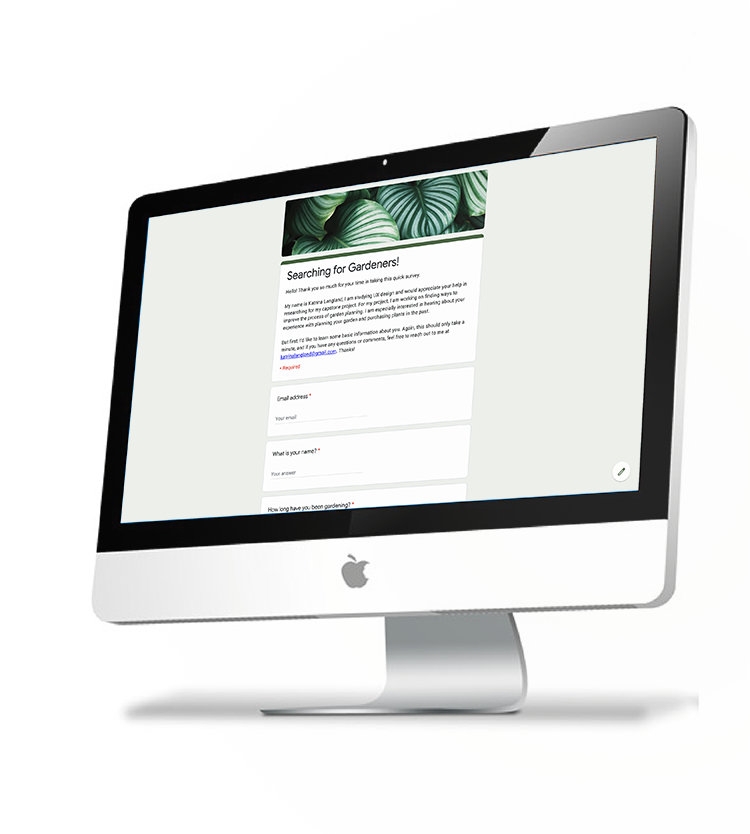 Searching for Gardeners!
Hello! Thank you so much for your time in taking this quick survey.
My name is Katrina Langland, I am studying UX design and would appreciate your help in
researching for my capstone project. For my project, I am working on finding ways to
improve the process of garden planning. I am especially interested in hearing about your
experience with planning your garden and purchasing plants in the past.
But first, I'd like to learn some basic information about you. Again, this should only take a
minute, and if you have any questions or comments, feel free to reach out to me at
Thanks!
* Required
Email address *
Your email
What is your name? *
Your answer
How long have you been gardening? *